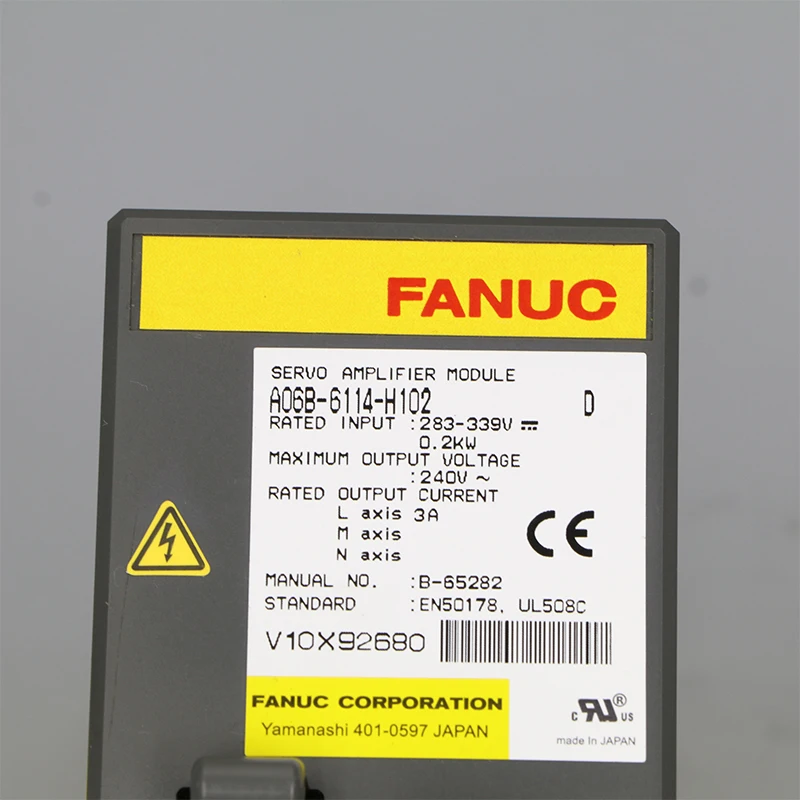 FANUC
SERVO AMPLIFIER MODULE
A06B-6114-H102 D
RATED INPUT :283-339V ⎓
0.2kW
MAXIMUM OUTPUT VOLTAGE
:240V ~
RATED OUTPUT CURRENT
L axis 3A
M axis
N axis
CE
MANUAL NO. :B-65282
STANDARD :EN50178, UL508C
V10X92680
FANUC CORPORATION
Yamanashi 401-0597 JAPAN
c RU ® US
made in JAPAN